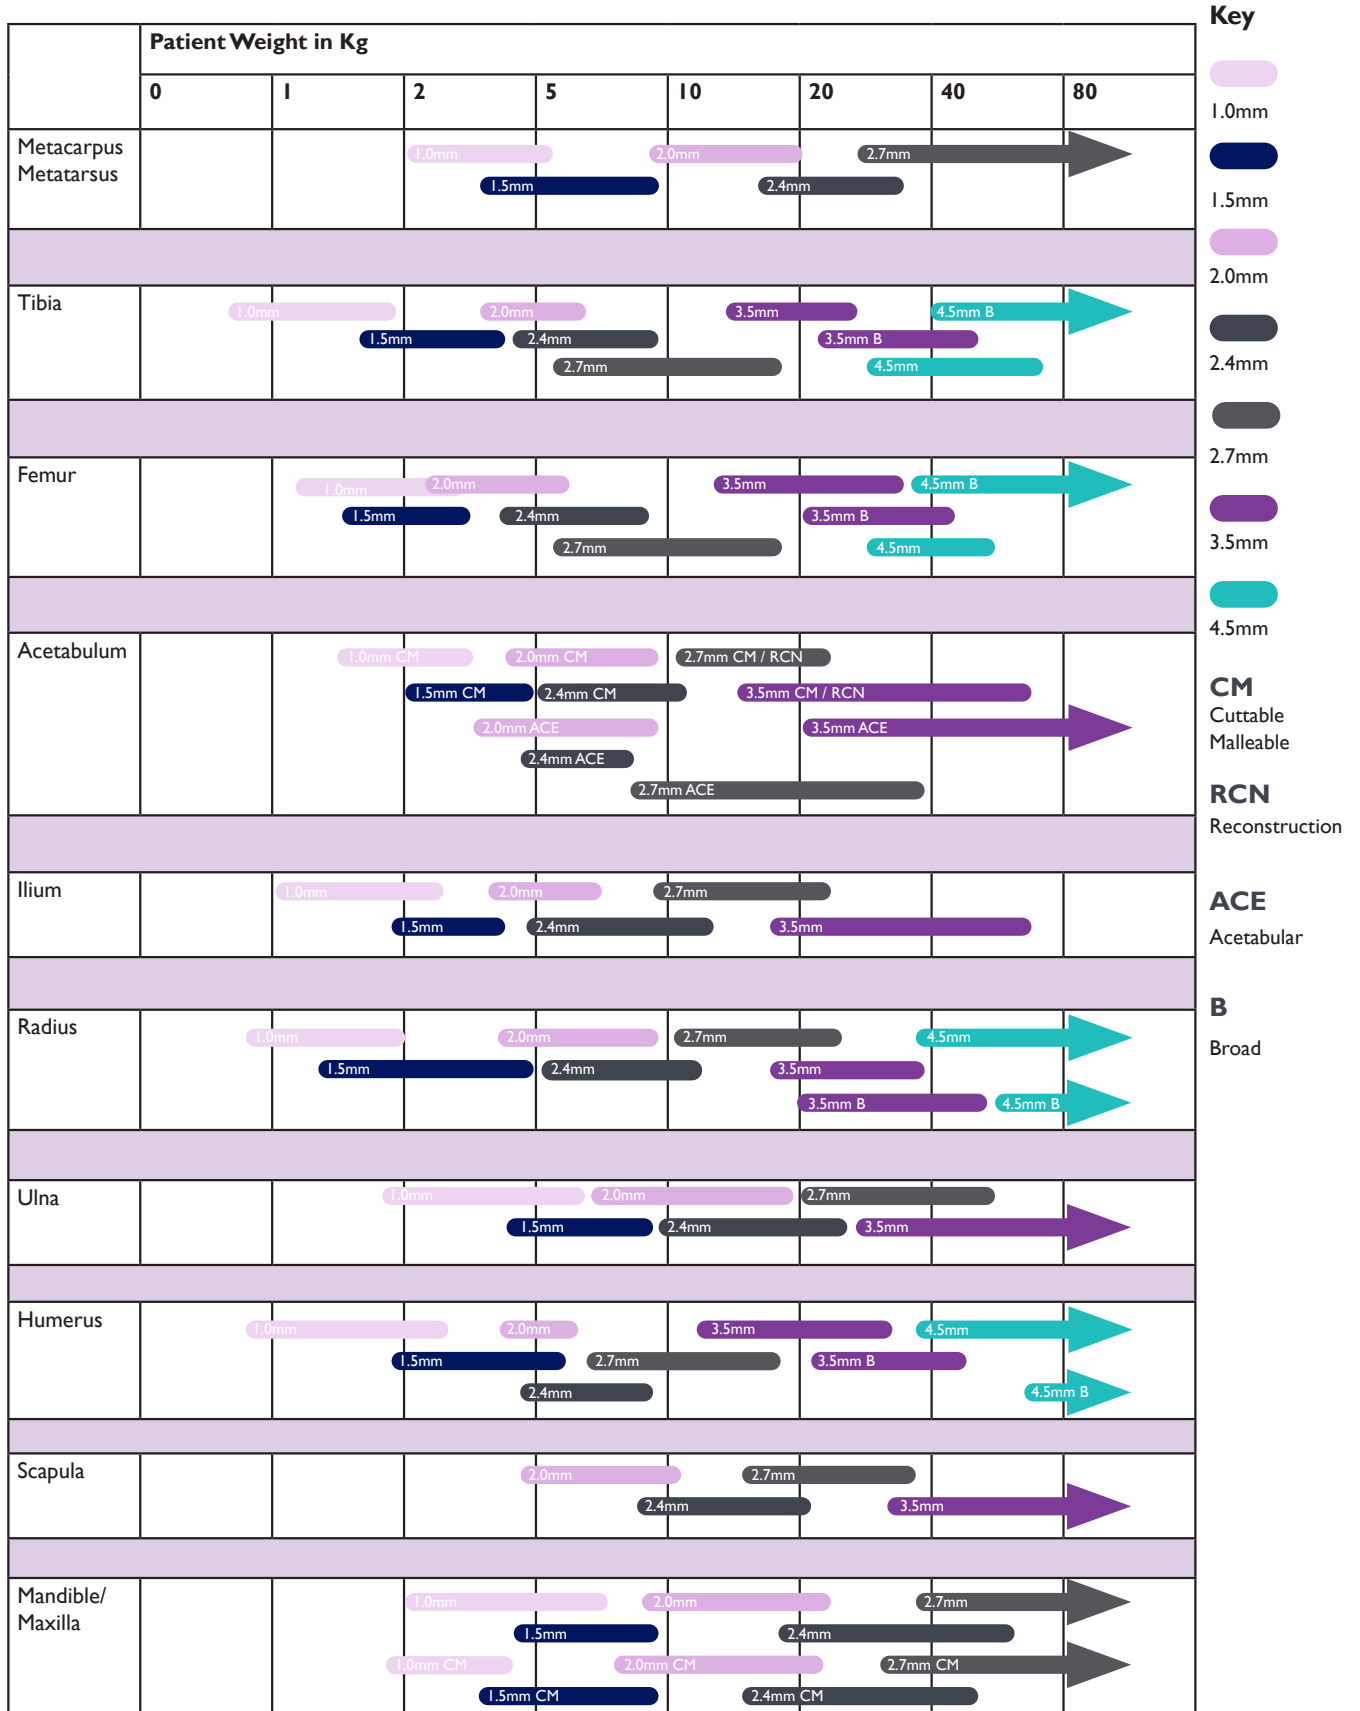 Key
Patient Weight in Kg
0 1 2 5 10 20 40 80
1.0mm
1.5mm
2.0mm
2.4mm
2.7mm
3.5mm
4.5mm
CM
Cuttable
Malleable
RCN
Reconstruction
ACE
Acetabular
B
Broad
Metacarpus
Metatarsus
1.0mm 2.0mm 2.7mm
1.5mm 2.4mm
Tibia
1.0mm 2.0mm 3.5mm 4.5mm B
1.5mm 2.4mm 3.5mm B
2.7mm 4.5mm
Femur
1.0mm 2.0mm 3.5mm 4.5mm B
1.5mm 2.4mm 3.5mm B
2.7mm 4.5mm
Acetabulum
1.0mm CM 2.0mm CM 2.7mm CM / RCN
1.5mm CM 2.4mm CM 3.5mm CM / RCN
2.0mm ACE 3.5mm ACE
2.4mm ACE
2.7mm ACE
Ilium
1.0mm 2.0mm 2.7mm
1.5mm 2.4mm 3.5mm
Radius
1.0mm 2.0mm 2.7mm 4.5mm
1.5mm 2.4mm 3.5mm
3.5mm B 4.5mm B
Ulna
1.0mm 2.0mm 2.7mm
1.5mm 2.4mm 3.5mm
Humerus
1.0mm 2.0mm 3.5mm 4.5mm
1.5mm 2.7mm 3.5mm B
2.4mm 4.5mm B
Scapula
2.0mm 2.7mm
2.4mm 3.5mm
Mandible/
Maxilla
1.0mm 2.0mm 2.7mm
1.5mm 2.4mm
1.0mm CM 2.0mm CM 2.7mm CM
1.5mm CM 2.4mm CM